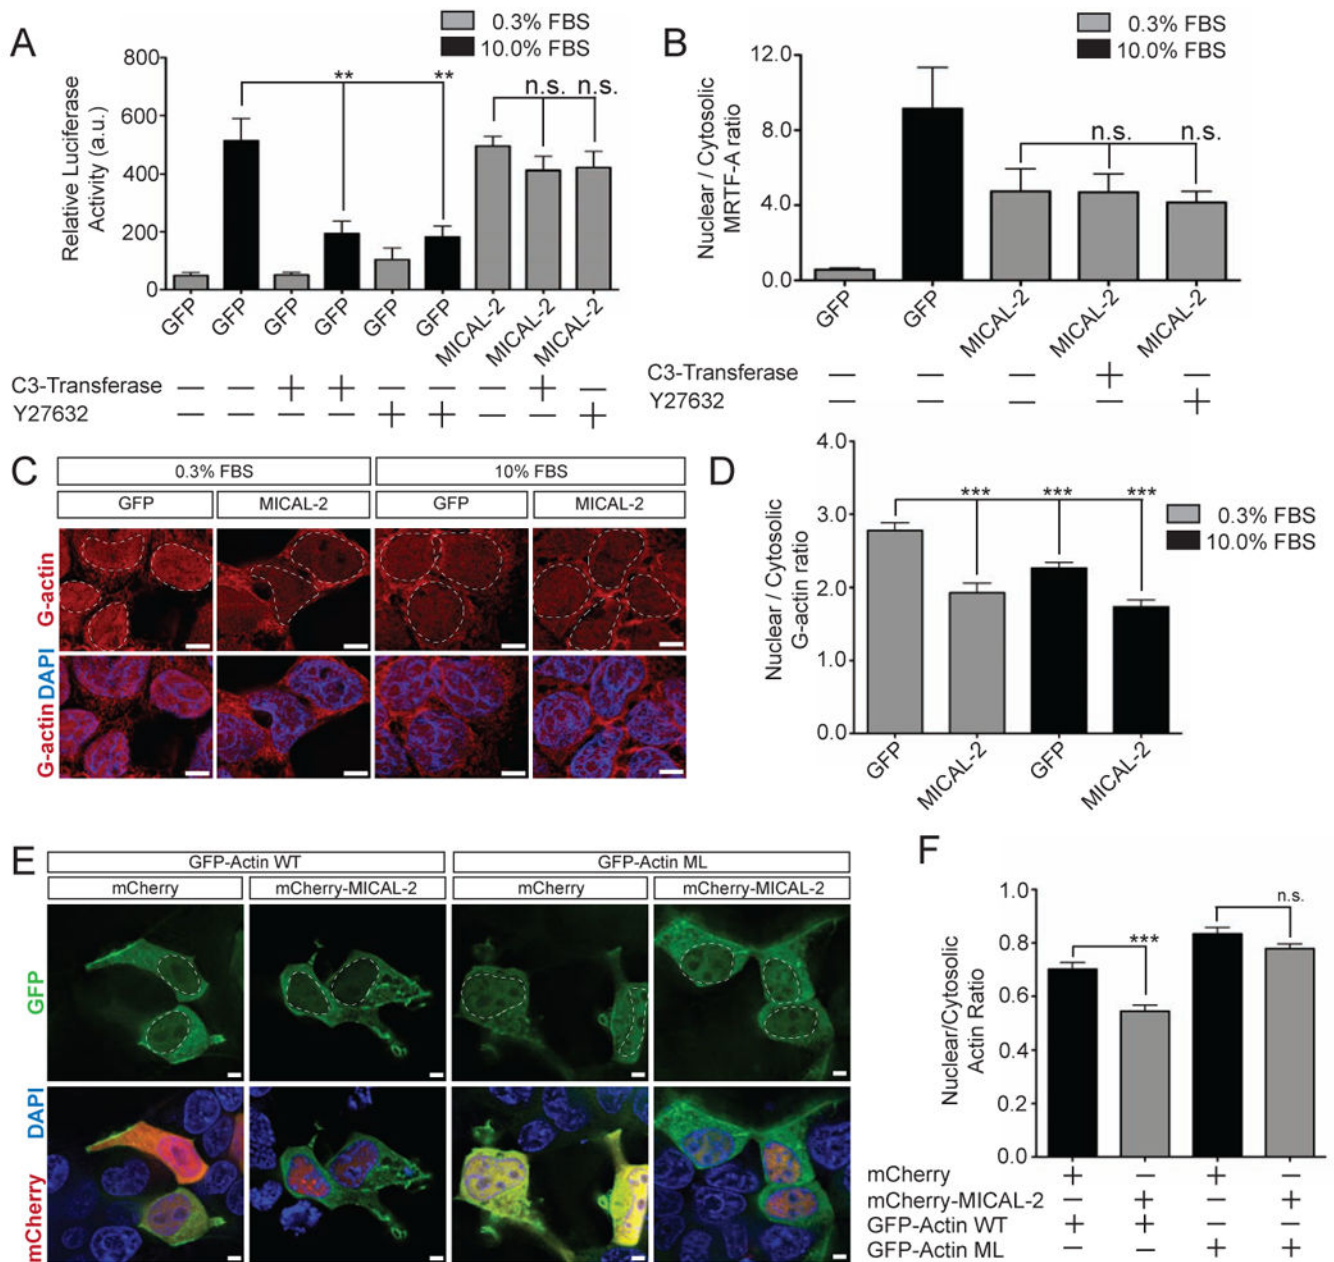 A
0.3% FBS
10.0% FBS
Relative Luciferase
Activity (a.u.)
800
600
400
200
0
** ** n.s. n.s.
GFP GFP GFP GFP GFP GFP MICAL-2 MICAL-2 MICAL-2
C3-Transferase — — + + — — — + —
Y27632 — — — — + + — — +
B
0.3% FBS
10.0% FBS
Nuclear / Cytosolic
MRTF-A ratio
12.0
8.0
4.0
0.0
n.s. n.s.
GFP GFP MICAL-2 MICAL-2 MICAL-2
C3-Transferase — — — + —
Y27632 — — — — +
C
0.3% FBS 10% FBS
GFP MICAL-2 GFP MICAL-2
G-actin
G-actin DAPI
D
0.3% FBS
10.0% FBS
Nuclear / Cytosolic
G-actin ratio
4.0
3.0
2.0
1.0
0.0
*** *** ***
GFP MICAL-2 GFP MICAL-2
E
GFP-Actin WT GFP-Actin ML
mCherry mCherry-MICAL-2 mCherry mCherry-MICAL-2
GFP
mCherry DAPI
F
Nuclear/Cytosolic
Actin Ratio
1.0
0.8
0.6
0.4
0.2
0.0
*** n.s.
mCherry + — + —
mCherry-MICAL-2 — + — +
GFP-Actin WT + + — —
GFP-Actin ML — — + +